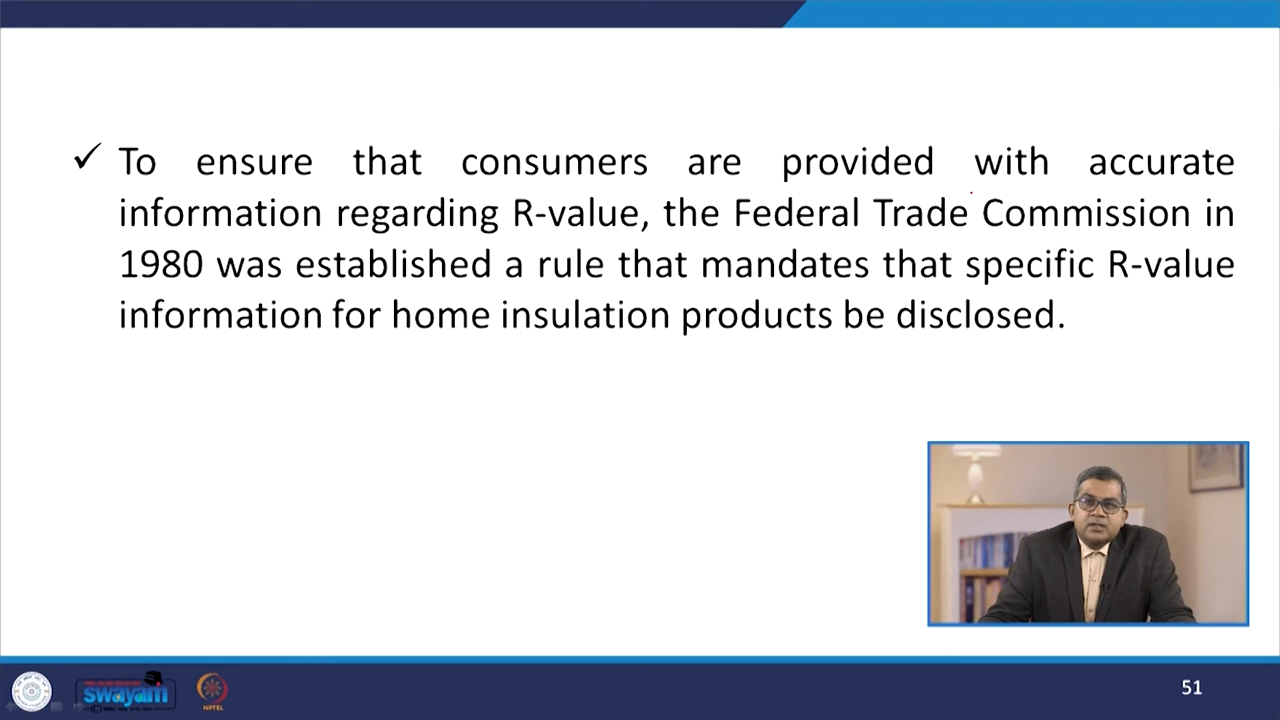 ✓ To ensure that consumers are provided with accurate
information regarding R-value, the Federal Trade Commission in
1980 was established a rule that mandates that specific R-value
information for home insulation products be disclosed.
swayam
NPTEL
51